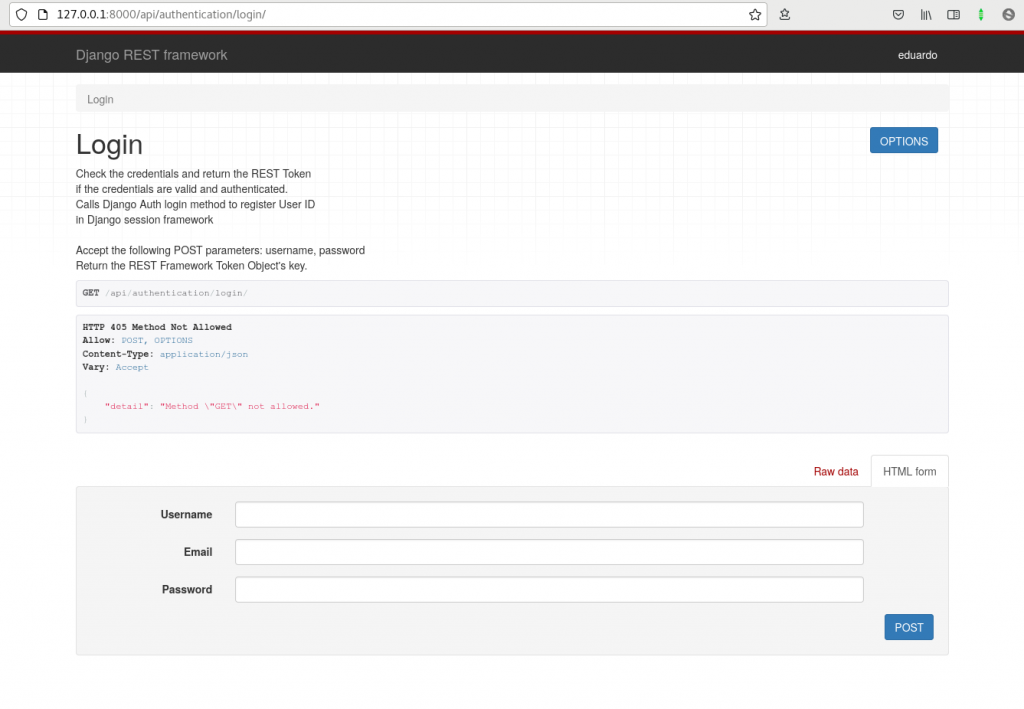 127.0.0.1:8000/api/authentication/login/
Django REST framework
eduardo
Login
Login
OPTIONS
Check the credentials and return the REST Token
if the credentials are valid and authenticated.
Calls Django Auth login method to register User ID
in Django session framework
Accept the following POST parameters: username, password
Return the REST Framework Token Object's key.
GET /api/authentication/login/
HTTP 405 Method Not Allowed
Allow: POST, OPTIONS
Content-Type: application/json
Vary: Accept
{
"detail": "Method \"GET\" not allowed."
}
Raw data
HTML form
Username
Email
Password
POST